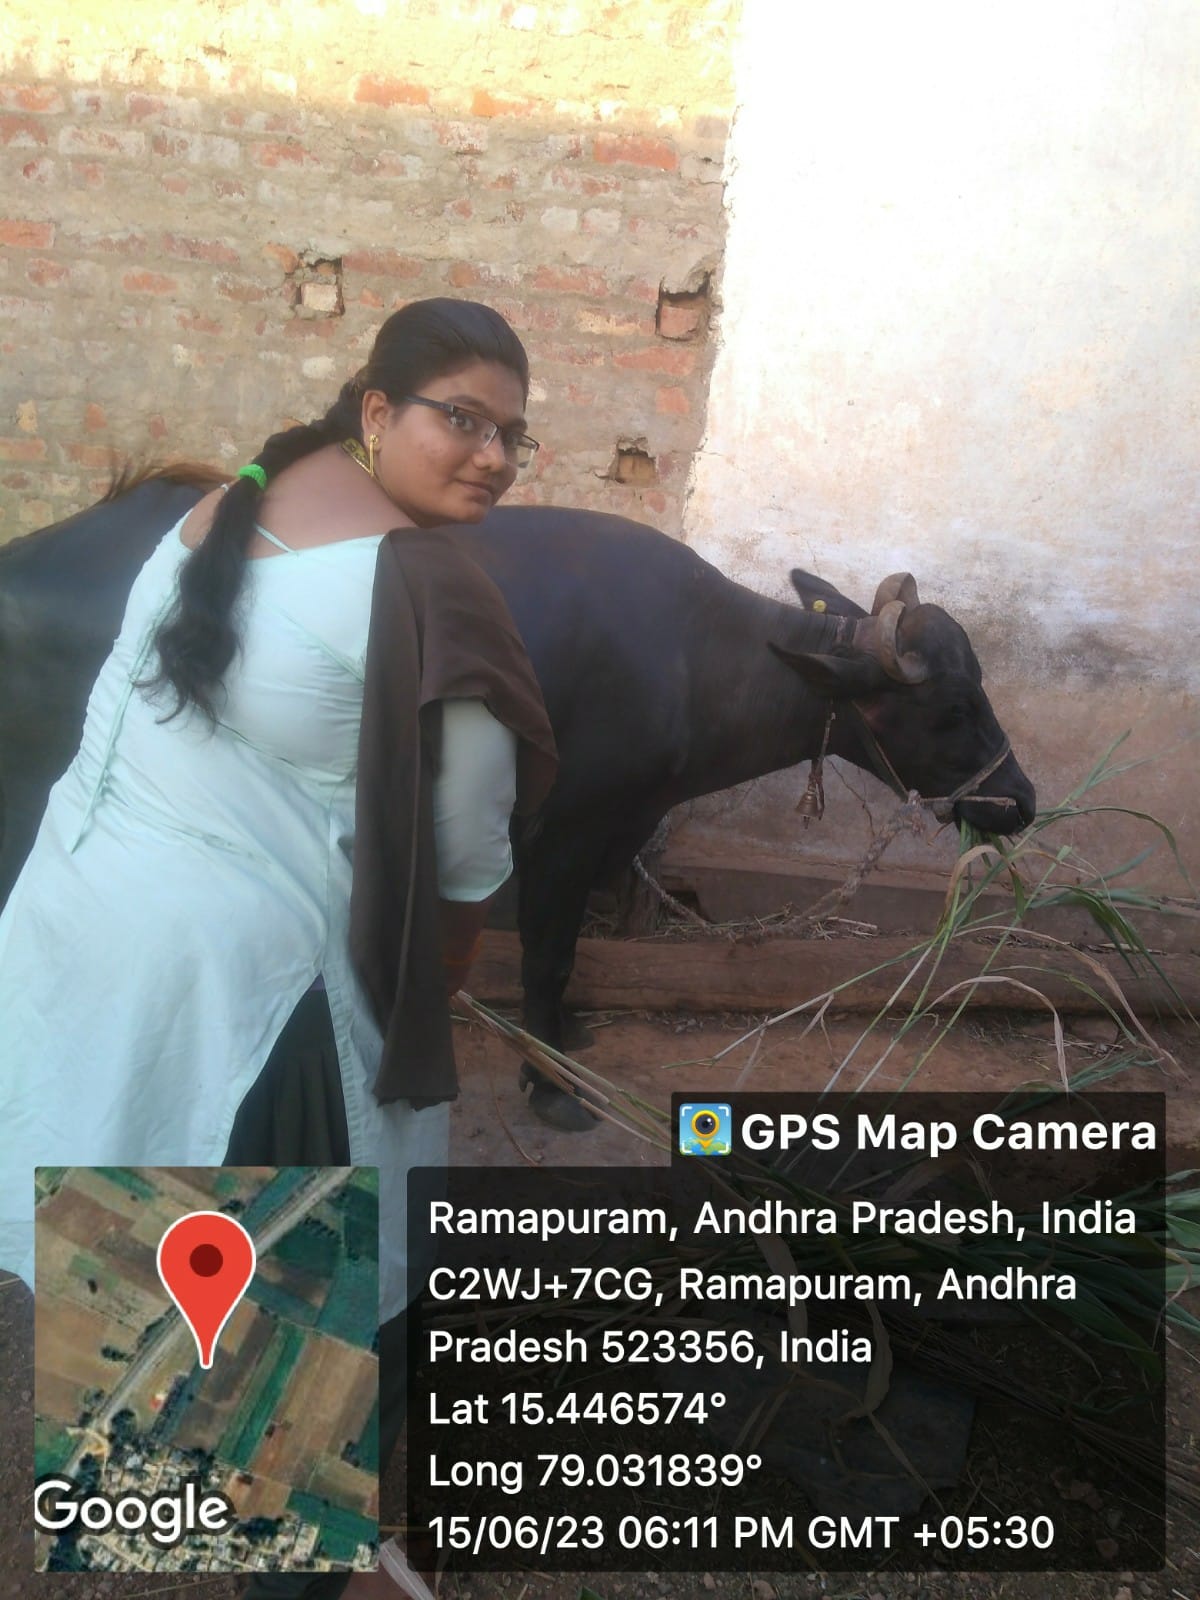 GPS Map Camera
Ramapuram, Andhra Pradesh, India
C2WJ+7CG, Ramapuram, Andhra
Pradesh 523356, India
Lat 15.446574°
Long 79.031839°
15/06/23 06:11 PM GMT +05:30
Google